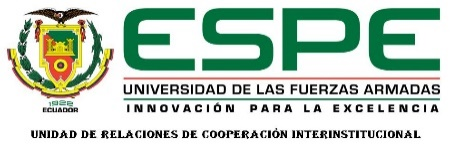 ESPE
UNIVERSIDAD DE LAS FUERZAS ARMADAS
INNOVACIÓN PARA LA EXCELENCIA
1922
ECUADOR
UNIDAD DE RELACIONES DE COOPERACIÓN INTERINSTITUCIONAL